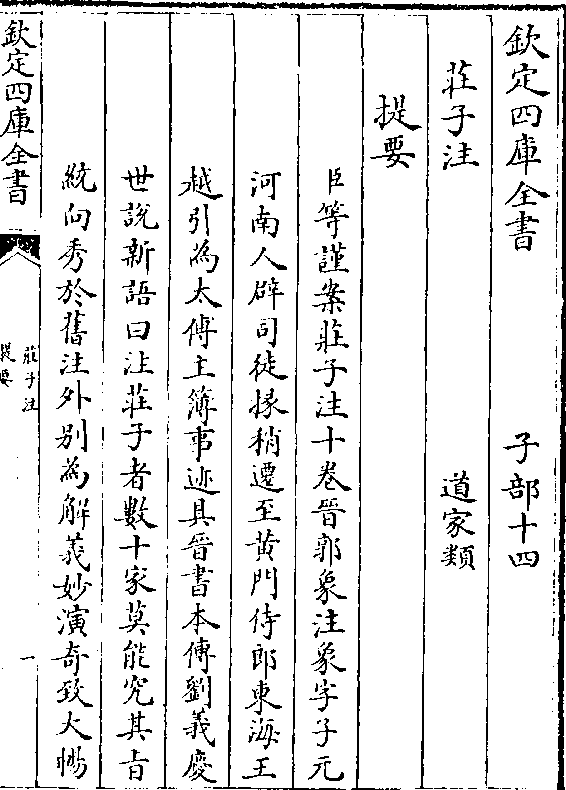 欽定四庫全書　子部十四
莊子注　道家類
提要
臣等謹案莊子注十卷晉郭象注象字子元
河南人辟司徒掾稍遷至黄門侍郎東海王
越引為太傅主簿事迹具晉書本傳劉義慶
世説新語曰注莊子者數十家莫能究其㫖
統向秀於舊注外别為解義妙演奇致大暢
欽定四庫全書
莊子注
提要
一